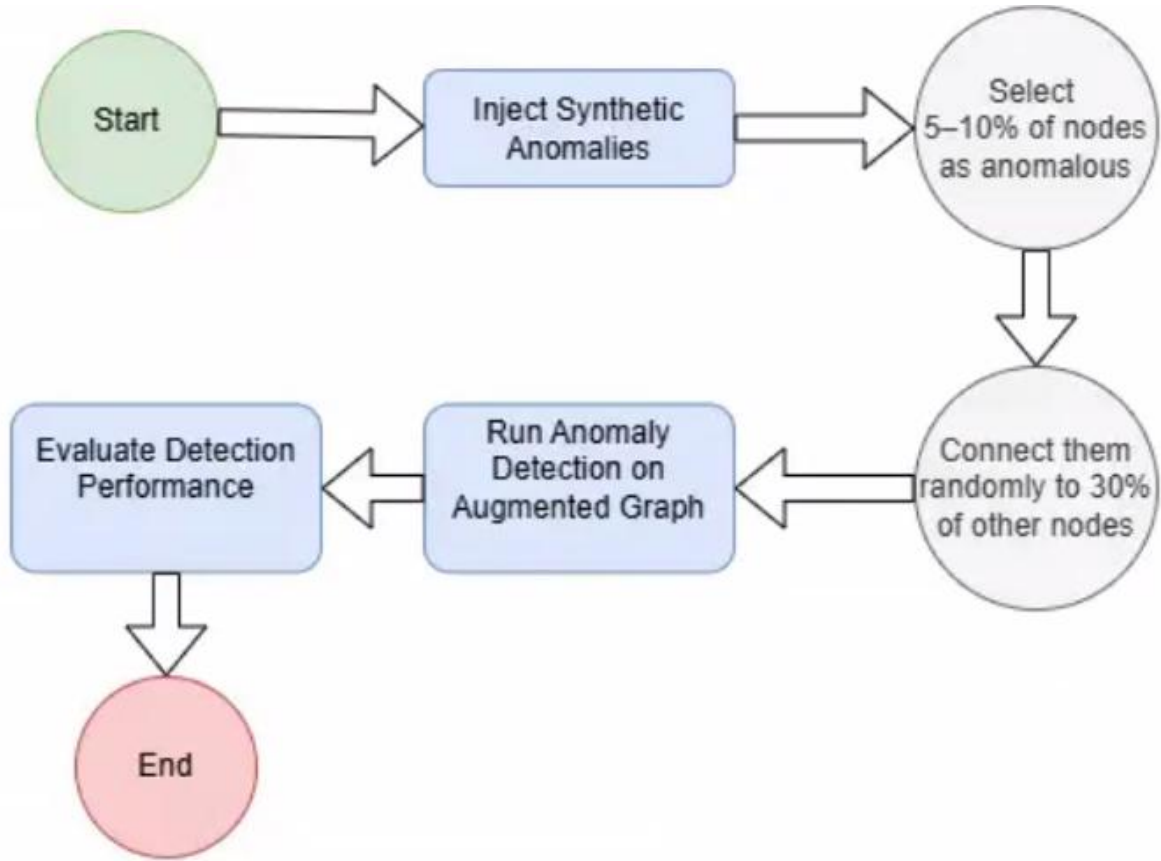 Start
Inject Synthetic
Anomalies
Select
5–10% of nodes
as anomalous
Connect them
randomly to 30%
of other nodes
Run Anomaly
Detection on
Augmented Graph
Evaluate Detection
Performance
End